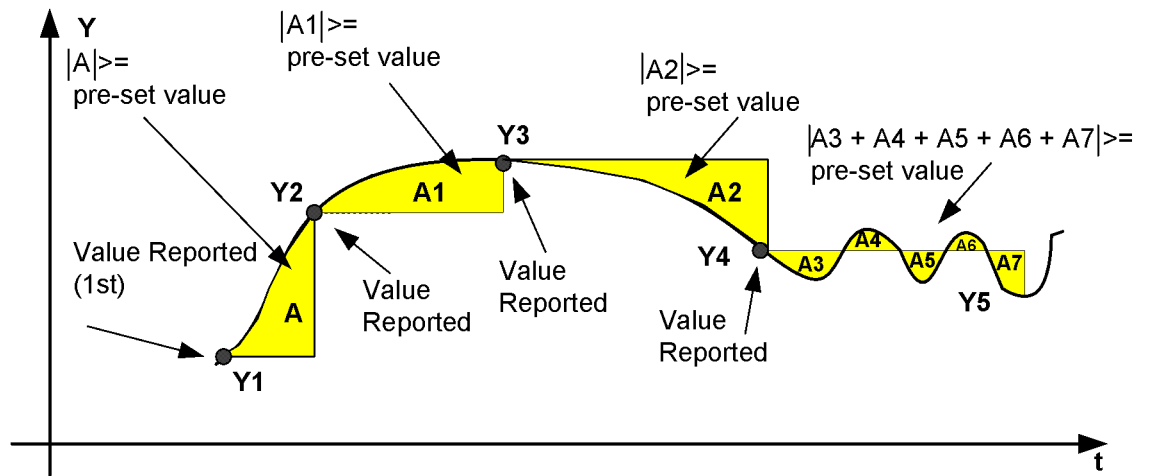 Y
|A|>=
pre-set value
|A1|>=
pre-set value
|A2|>=
pre-set value
|A3 + A4 + A5 + A6 + A7|>=
pre-set value
Y3
Y2
A1
A2
Value Reported
(1st)
A
Value
Reported
Value
Reported
Y4
A3
A4
A5
A6
A7
Y5
Value
Reported
Y1
t